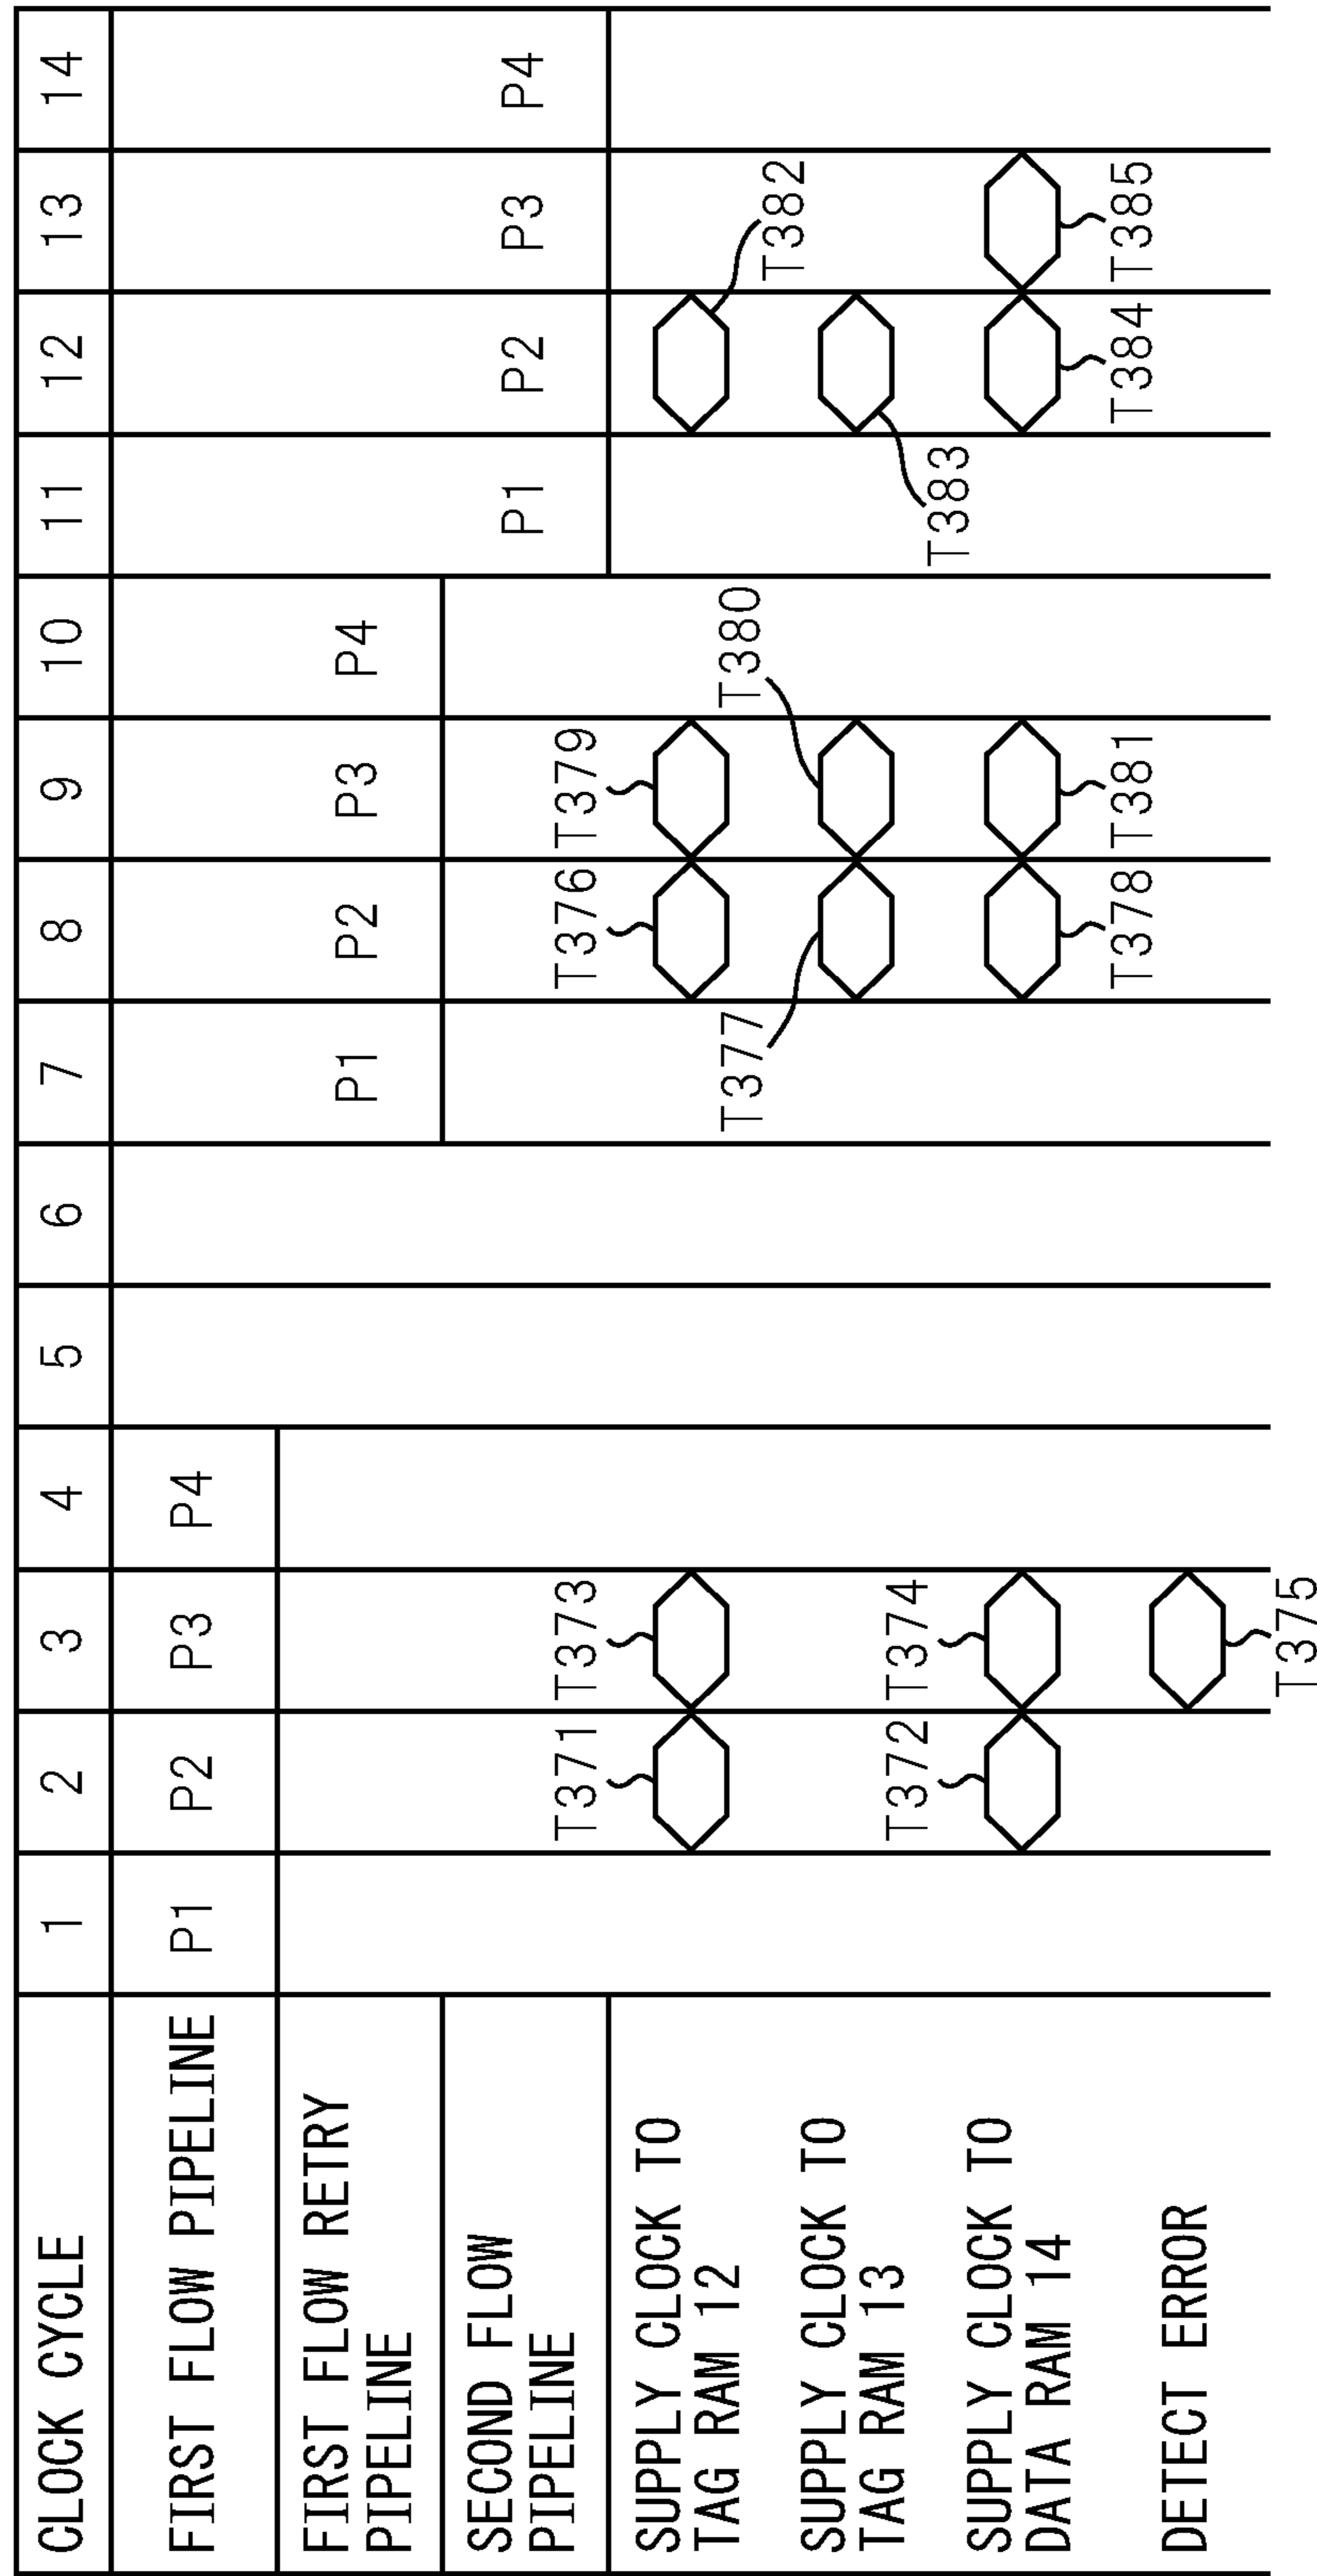 CLOCK CYCLE 1 2 3 4 5 6 7 8 9 10 11 12 13 14
FIRST FLOW PIPELINE P1 P2 P3 P4
FIRST FLOW RETRY
PIPELINE
P1 P2 P3 P4
SECOND FLOW
PIPELINE
P1 P2 P3 P4
T371 T373 T376 T379
SUPPLY CLOCK TO
TAG RAM 12
T382
T377 T380
SUPPLY CLOCK TO
TAG RAM 13
T383
T372 T374
SUPPLY CLOCK TO
DATA RAM 14
T378 T381 T384 T385
DETECT ERROR
T375